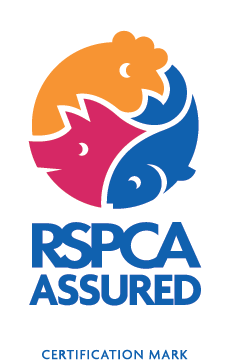 RSPCA
ASSURED
CERTIFICATION MARK